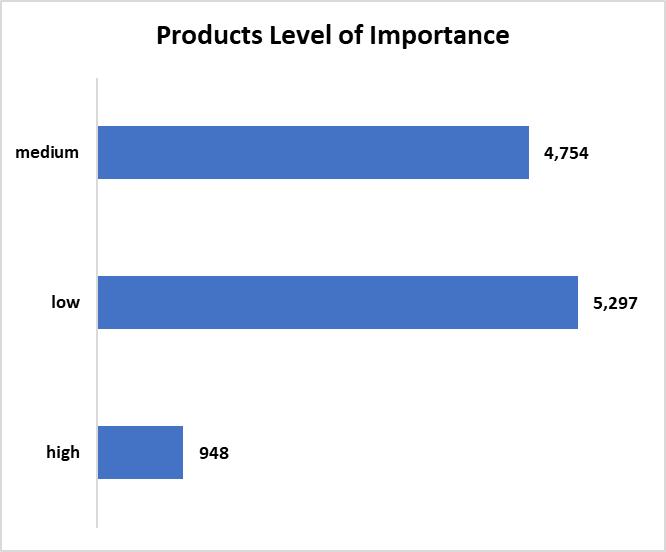 Products Level of Importance
medium
4,754
low
5,297
high
948